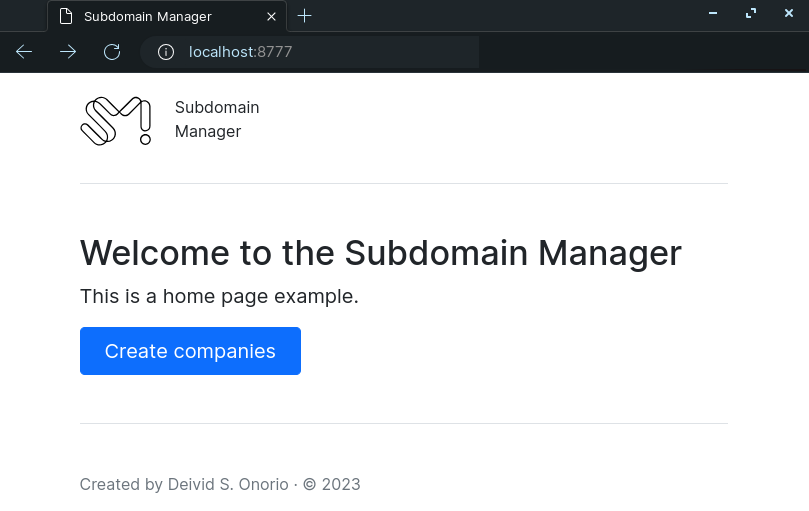 Subdomain Manager
localhost:8777
SM!
Subdomain
Manager
Welcome to the Subdomain Manager
This is a home page example.
Create companies
Created by Deivid S. Onorio · © 2023